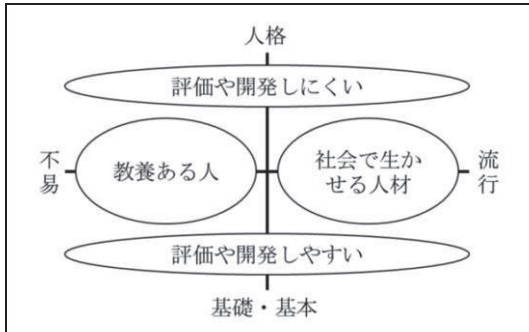 人格
評価や開発しにくい
不易
教養ある人
社会で生か
せる人材
流行
評価や開発しやすい
基礎・基本